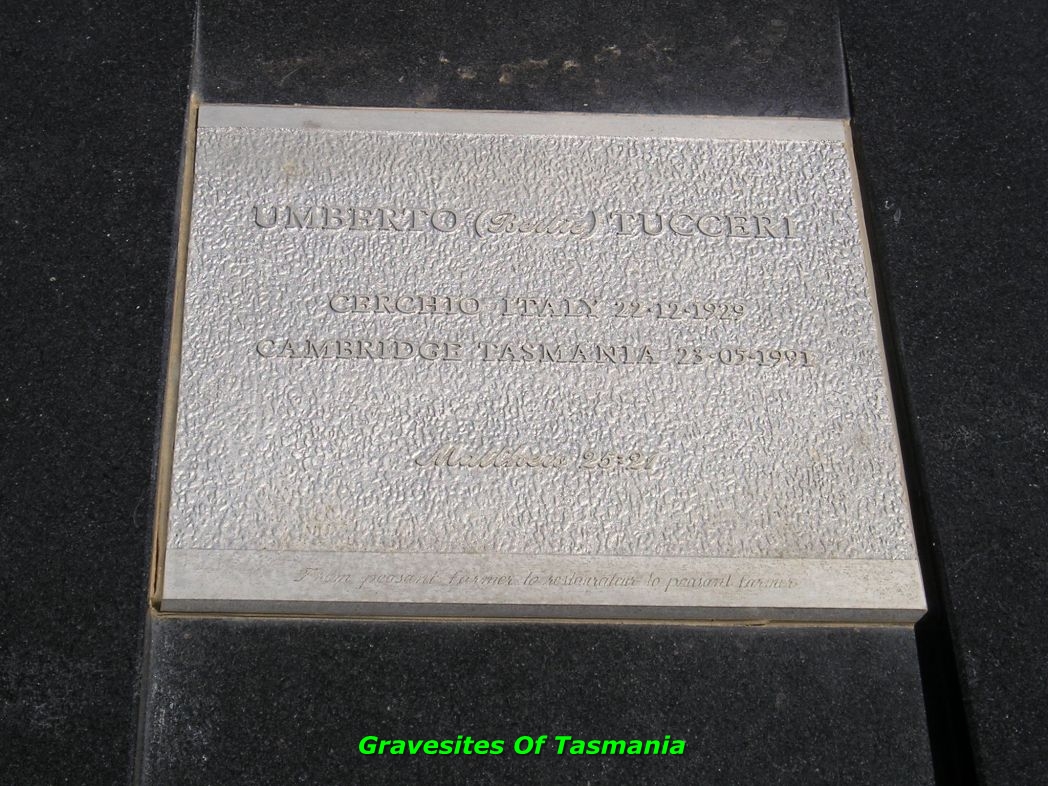 UMBERTO (Bertie) TUCCERI
CERCHIO ITALY 22·12·1929
CAMBRIDGE TASMANIA 23·05·1991
Matthew 25:21
From peasant farmer to restaurateur to peasant farmer
Gravesites Of Tasmania